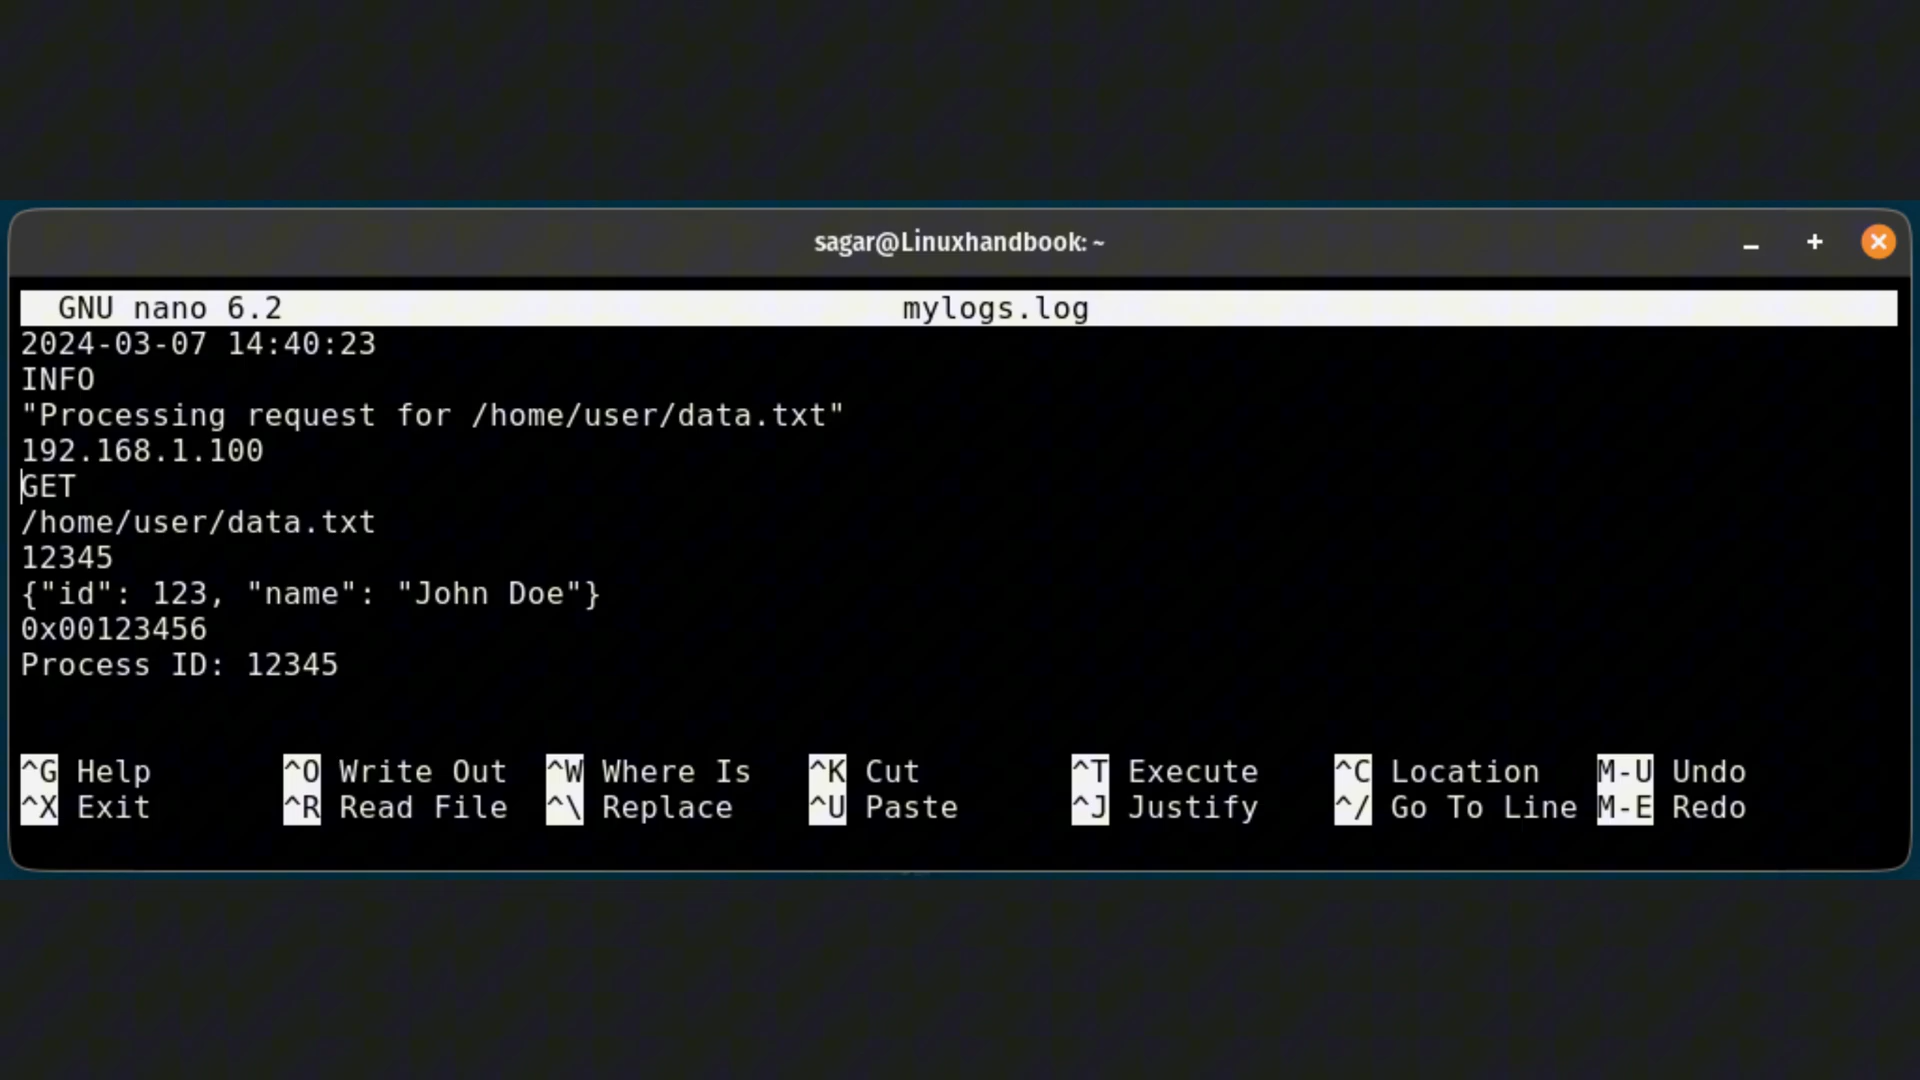 sagar@Linuxhandbook: ~
GNU nano 6.2 mylogs.log
2024-03-07 14:40:23
INFO
"Processing request for /home/user/data.txt"
192.168.1.100
GET
/home/user/data.txt
12345
{"id": 123, "name": "John Doe"}
0x00123456
Process ID: 12345
^G Help ^O Write Out ^W Where Is ^K Cut ^T Execute ^C Location M-U Undo
^X Exit ^R Read File ^\ Replace ^U Paste ^J Justify ^/ Go To Line M-E Redo